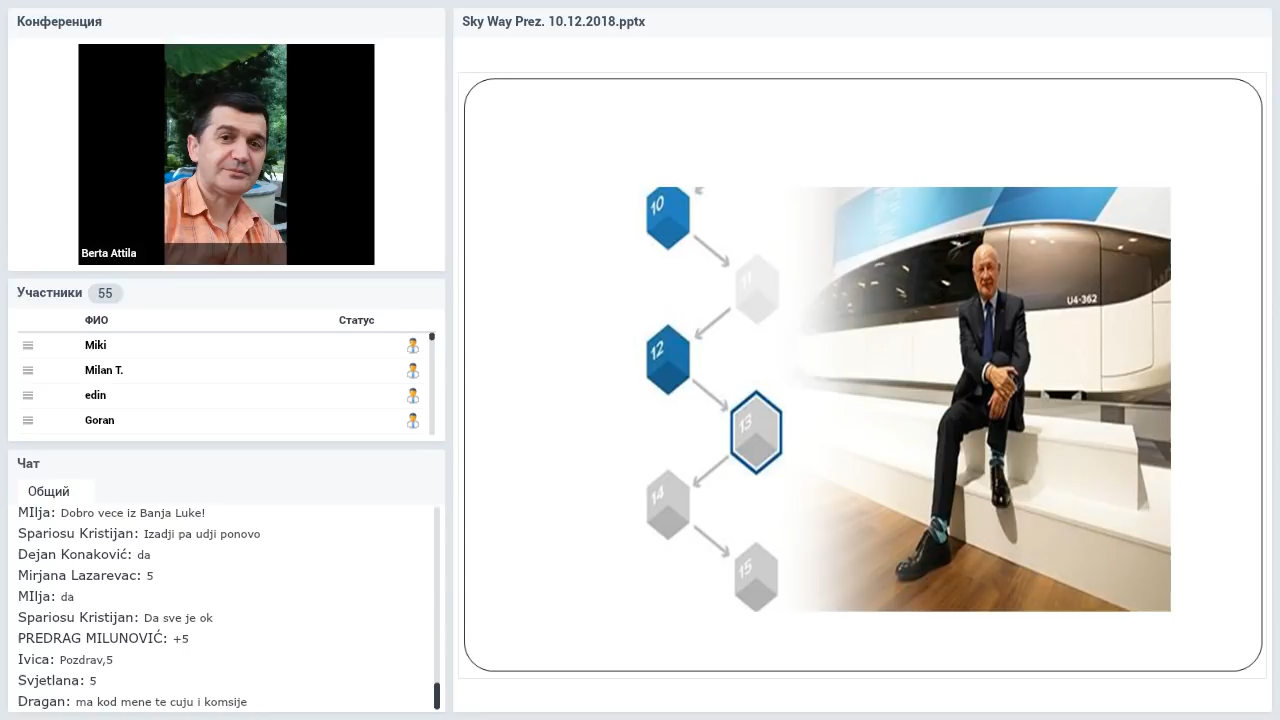 Конференция
Berta Attila
Участники 55
ФИО Статус
Miki
Milan T.
edin
Goran
Чат
Общий
MIlja: Dobro vece iz Banja Luke!
Spariosu Kristijan: Izadji pa udji ponovo
Dejan Konaković: da
Mirjana Lazarevac: 5
MIlja: da
Spariosu Kristijan: Da sve je ok
PREDRAG MILUNOVIĆ: +5
Ivica: Pozdrav,5
Svjetlana: 5
Dragan: ma kod mene te cuju i komsije
Sky Way Prez. 10.12.2018.pptx
10
11
12
13
14
15
U4-362